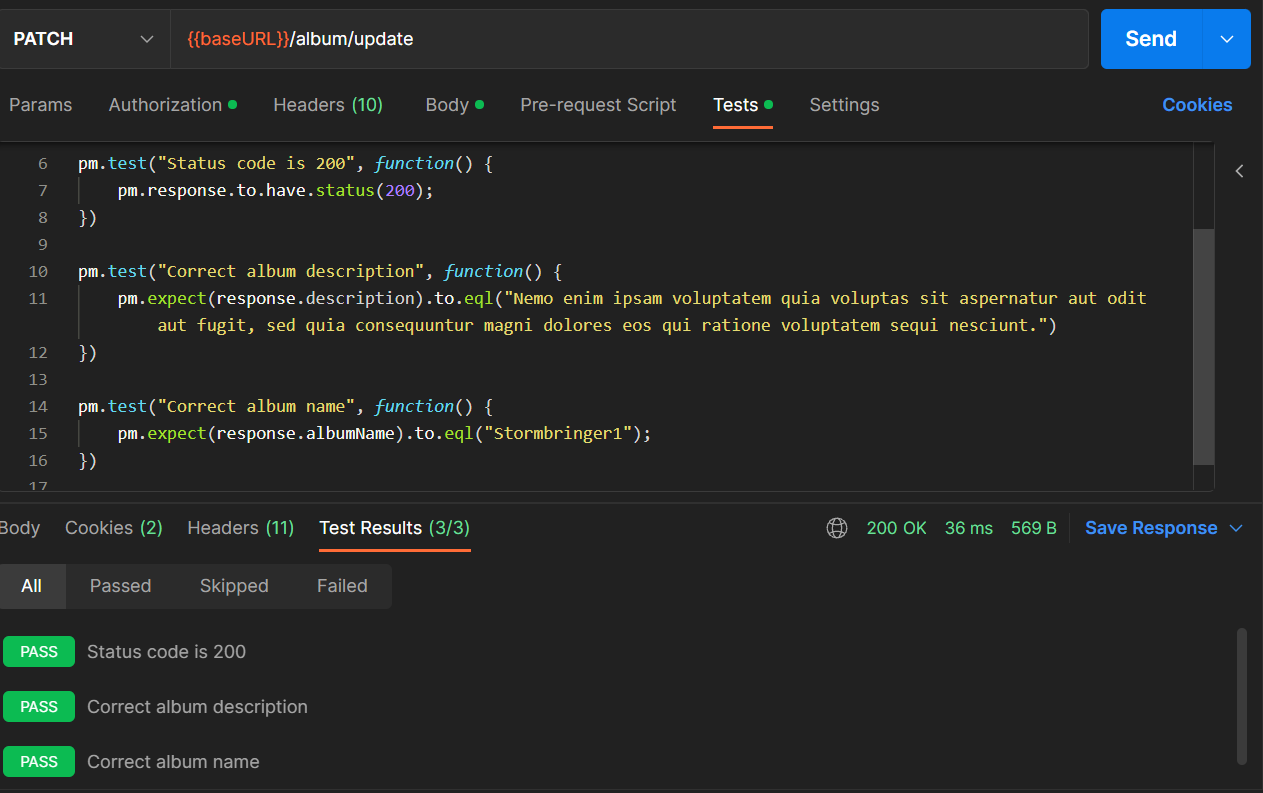 PATCH {{baseURL}}/album/update Send
Params Authorization Headers (10) Body Pre-request Script Tests Settings Cookies
6 pm.test("Status code is 200", function() {
7 pm.response.to.have.status(200);
8 })
9
10 pm.test("Correct album description", function() {
11 pm.expect(response.description).to.eql("Nemo enim ipsam voluptatem quia voluptas sit aspernatur aut odit
aut fugit, sed quia consequuntur magni dolores eos qui ratione voluptatem sequi nesciunt.")
12 })
13
14 pm.test("Correct album name", function() {
15 pm.expect(response.albumName).to.eql("Stormbringer1");
16 })
17
Body Cookies (2) Headers (11) Test Results (3/3) 200 OK 36 ms 569 B Save Response
All Passed Skipped Failed
PASS Status code is 200
PASS Correct album description
PASS Correct album name